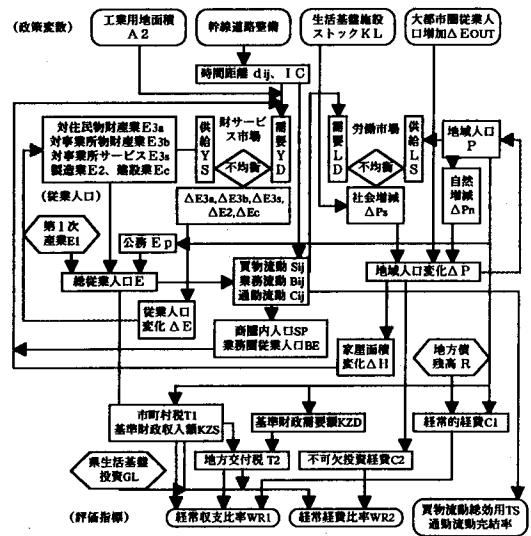 (政策変数)
工業用地面積
A2
幹線道路整備
生活基盤施設
ストックKL
大都市圏従業人
口増加ΔEOUT
時間距離 dij、IC
対住民物財産業E3a
対事業所物財産業E3b
対事業所サービスE3s
製造業E2、建設業Ec
供給YS
財サービ
ス市場
不均衡
需要YD
需要LD
労働市場
不均衡
供給LS
地域人口
P
ΔE3a,ΔE3b,ΔE3s,
ΔE2,ΔEc
社会増減
ΔPs
自然
増減
ΔPn
(従業人口)
第1次
産業E1
公務Ep
総従業人口E
買物流動 Sij
業務流動 Bij
通勤流動 Cij
地域人口変化ΔP
従業人口
変化ΔE
商圏内人口SP
業務圏従業人口BE
家屋面積
変化ΔH
地方債
残高R
市町村税T1
基準財政収入額KZS
基準財政需要額KZD
経常的経費C1
県生活基盤
投資GL
地方交付税 T2
不可欠投資経費C2
(評価指標)
経常収支比率WR1
経常経費比率WR2
買物流動総効用TS
通勤流動完結率